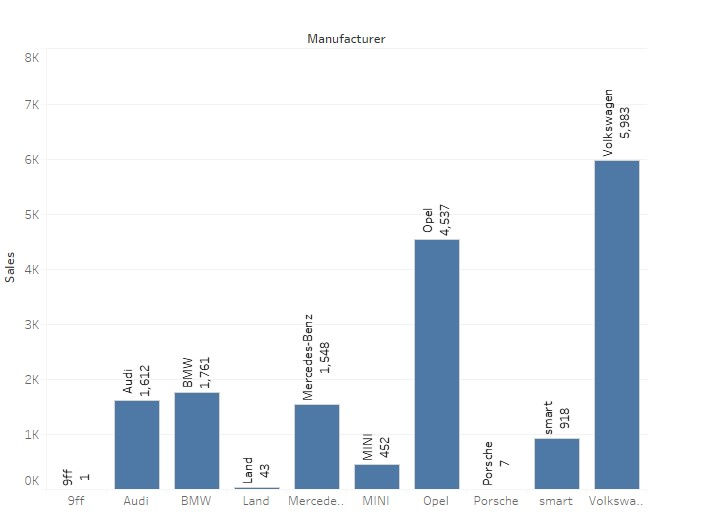 Manufacturer
8K
7K
6K
5K
4K
3K
2K
1K
0K
Sales
9ff
1
Audi
1,612
BMW
1,761
Land
43
Mercedes-Benz
1,548
MINI
452
Opel
4,537
Porsche
7
smart
918
Volkswagen
5,983
9ff Audi BMW Land Mercede.. MINI Opel Porsche smart Volkswa..